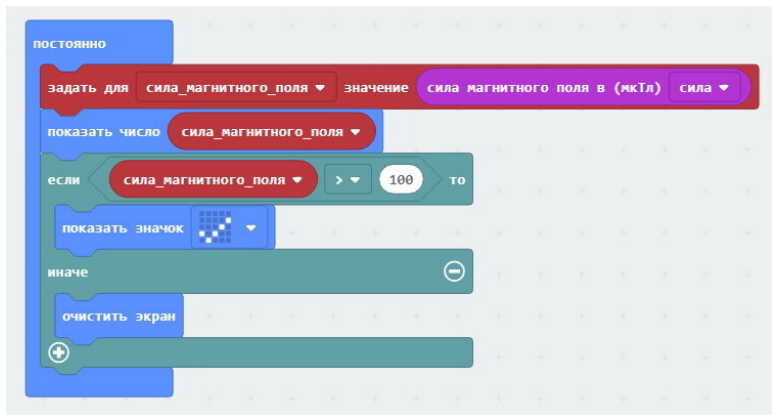 постоянно
задать для сила_магнитного_поля значение сила магнитного поля в (мкТл) сила
показать число сила_магнитного_поля
если сила_магнитного_поля > 100 то
показать значок
иначе
очистить экран